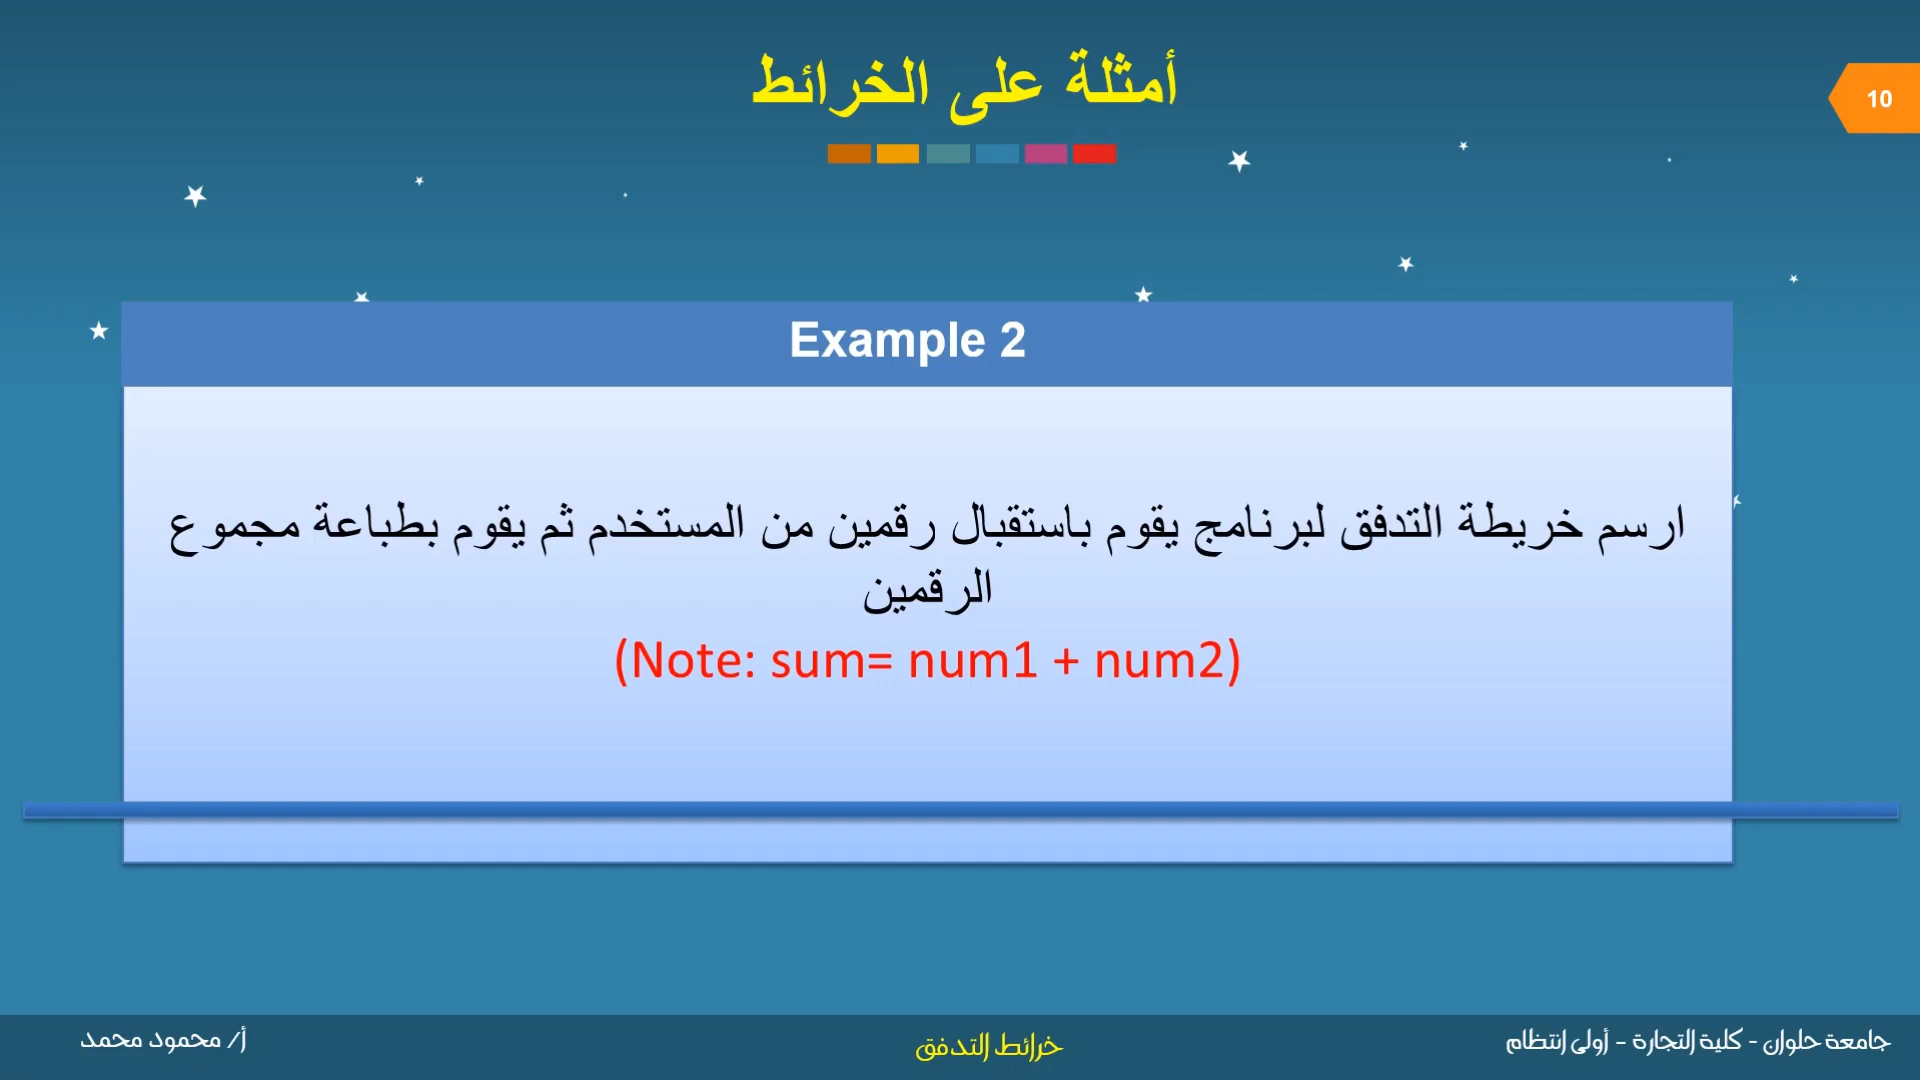 أمثلة على الخرائط
10
Example 2
ارسم خريطة التدفق لبرنامج يقوم باستقبال رقمين من المستخدم ثم يقوم بطباعة مجموع
الرقمين
(Note: sum= num1 + num2)
جامعة حلوان - كلية التجارة - أولى انتظام
خرائط التدفق
أ/ محمود محمد